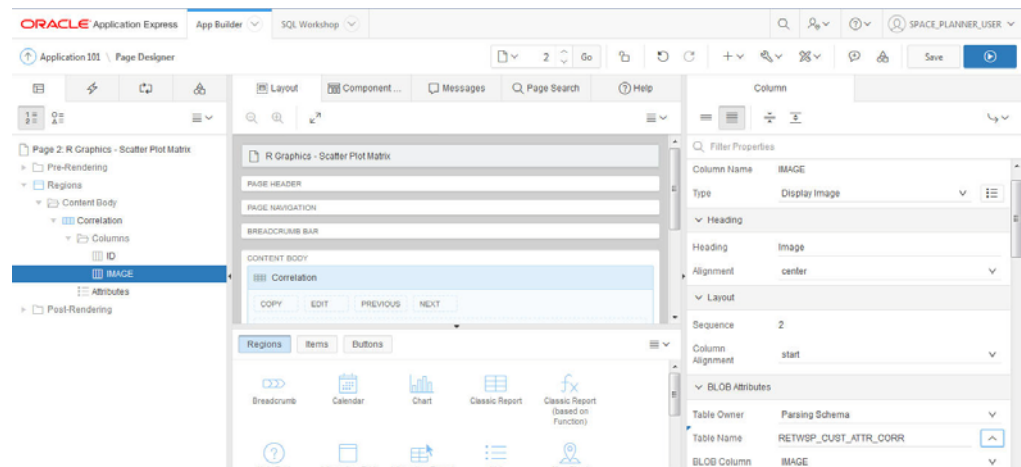 ORACLE Application Express App Builder SQL Workshop SPACE_PLANNER_USER
Application 101 \ Page Designer 2 Go Save
Layout Component ... Messages Page Search Help Column
Page 2: R Graphics - Scatter Plot Matrix
Pre-Rendering
Regions
Content Body
Correlation
Columns
ID
IMAGE
Attributes
Post-Rendering
R Graphics - Scatter Plot Matrix
PAGE HEADER
PAGE NAVIGATION
BREADCRUMB BAR
CONTENT BODY
Correlation
COPY EDIT PREVIOUS NEXT
Regions Items Buttons
Breadcrumb Calendar Chart Classic Report Classic Report
(based on
Function)
Filter Properties
Column Name IMAGE
Type Display Image
Heading
Heading Image
Alignment center
Layout
Sequence 2
Column
Alignment start
BLOB Attributes
Table Owner Parsing Schema
Table Name RETWSP_CUST_ATTR_CORR
BLOB Column IMAGE